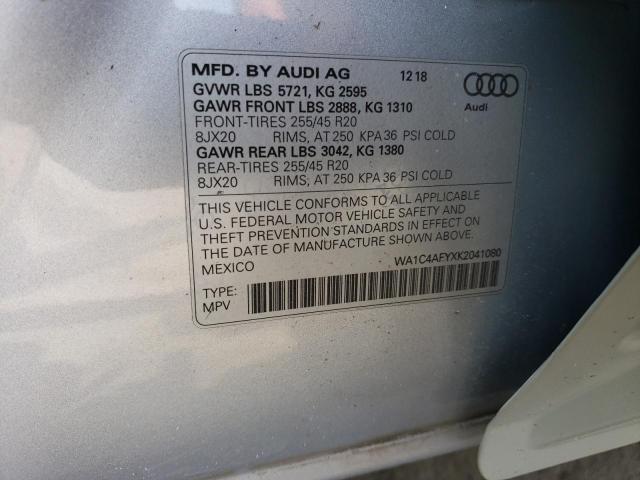 MFD. BY AUDI AG 12 18
GVWR LBS 5721, KG 2595
GAWR FRONT LBS 2888, KG 1310
FRONT-TIRES 255/45 R20
8JX20 RIMS, AT 250 KPA 36 PSI COLD
GAWR REAR LBS 3042, KG 1380
REAR-TIRES 255/45 R20
8JX20 RIMS, AT 250 KPA 36 PSI COLD
Audi
THIS VEHICLE CONFORMS TO ALL APPLICABLE
U.S. FEDERAL MOTOR VEHICLE SAFETY AND
THEFT PREVENTION STANDARDS IN EFFECT ON
THE DATE OF MANUFACTURE SHOWN ABOVE.
MEXICO WA1C4AFYXK2041080
TYPE:
MPV